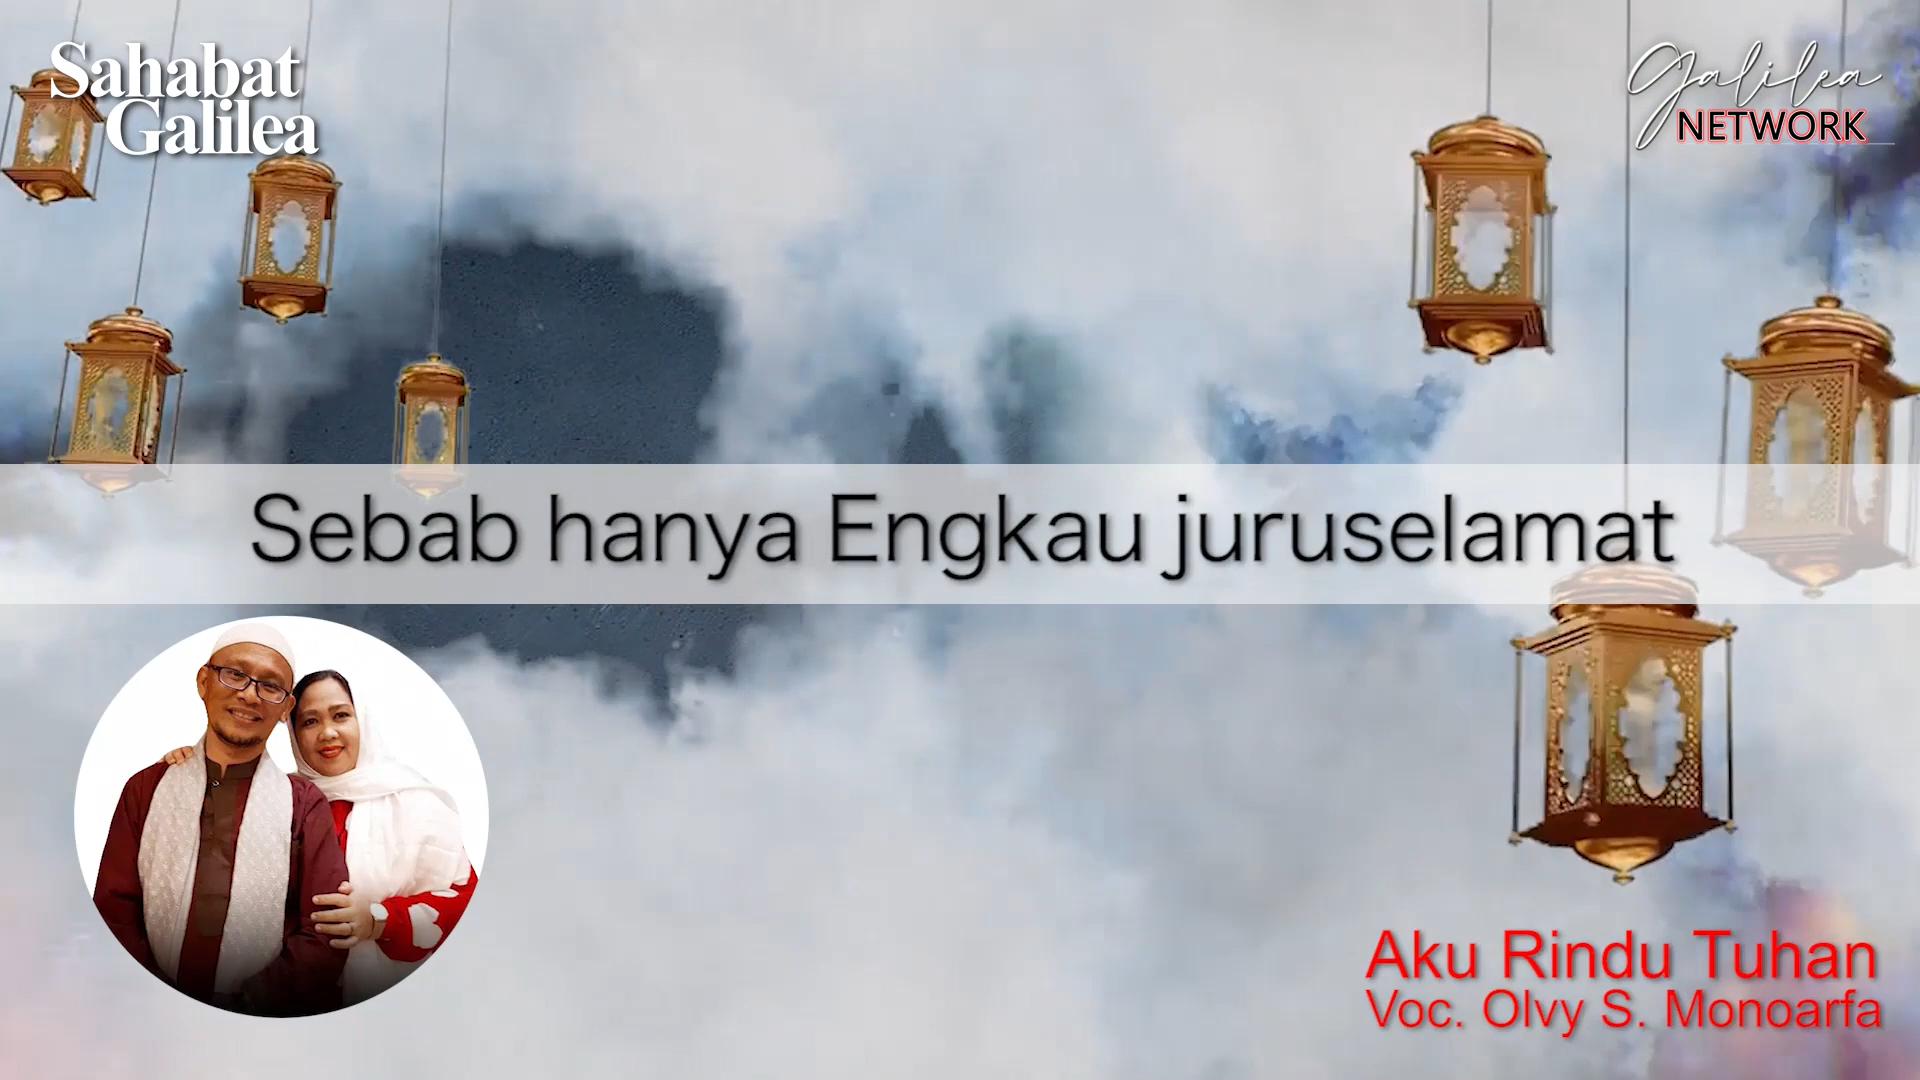 Sahabat
Galilea
Galilea
NETWORK
Sebab hanya Engkau juruselamat
Aku Rindu Tuhan
Voc. Olvy S. Monoarfa